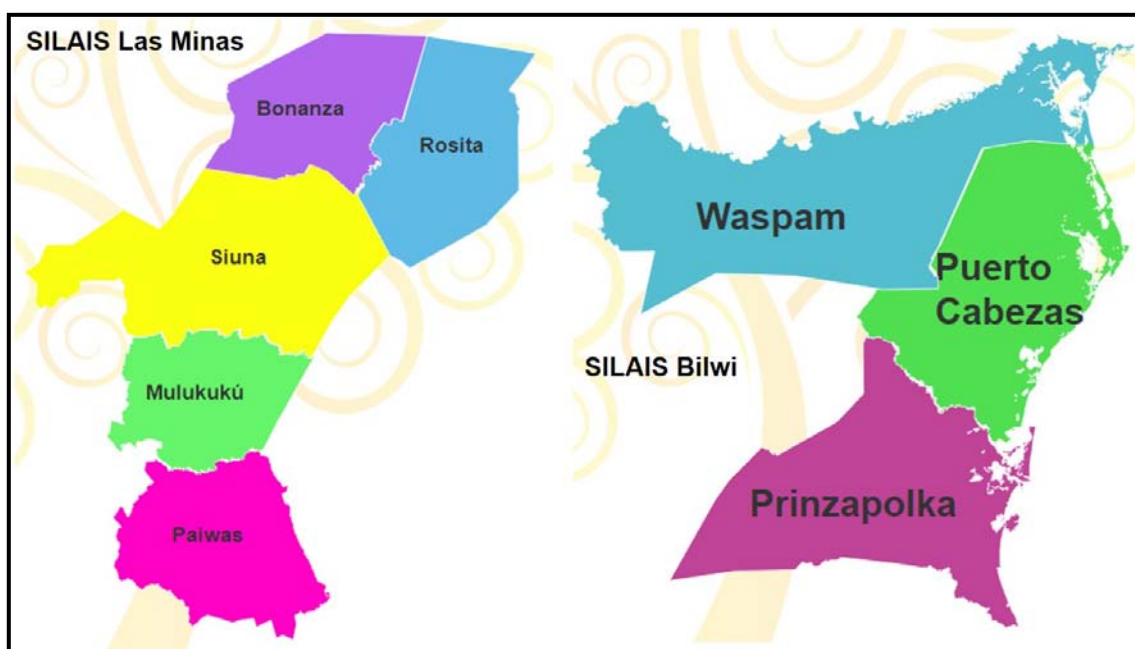 SILAIS Las Minas
Bonanza
Rosita
Siuna
Mulukukú
Paiwas
Waspam
Puerto
Cabezas
SILAIS Bilwi
Prinzapolka